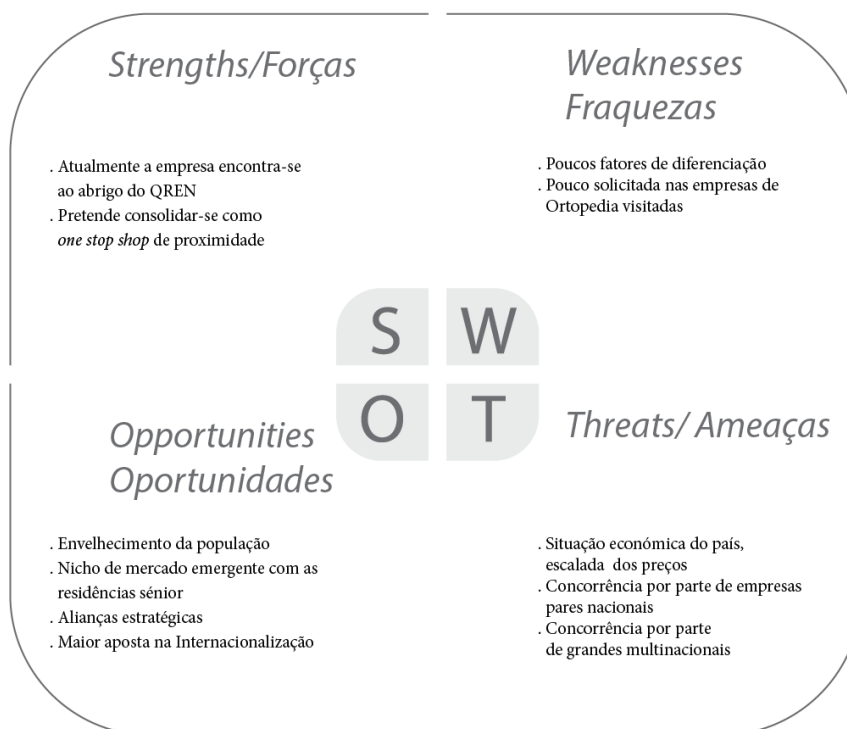 Strengths/Forças
. Atualmente a empresa encontra-se
ao abrigo do QREN
. Pretende consolidar-se como
one stop shop de proximidade
Weaknesses
Fraquezas
. Poucos fatores de diferenciação
. Pouco solicitada nas empresas de
Ortopedia visitadas
S W
O T
Opportunities
Oportunidades
. Envelhecimento da população
. Nicho de mercado emergente com as
residências sénior
. Alianças estratégicas
. Maior aposta na Internacionalização
Threats/ Ameaças
. Situação económica do país,
escalada dos preços
. Concorrência por parte de empresas
pares nacionais
. Concorrência por parte
de grandes multinacionais